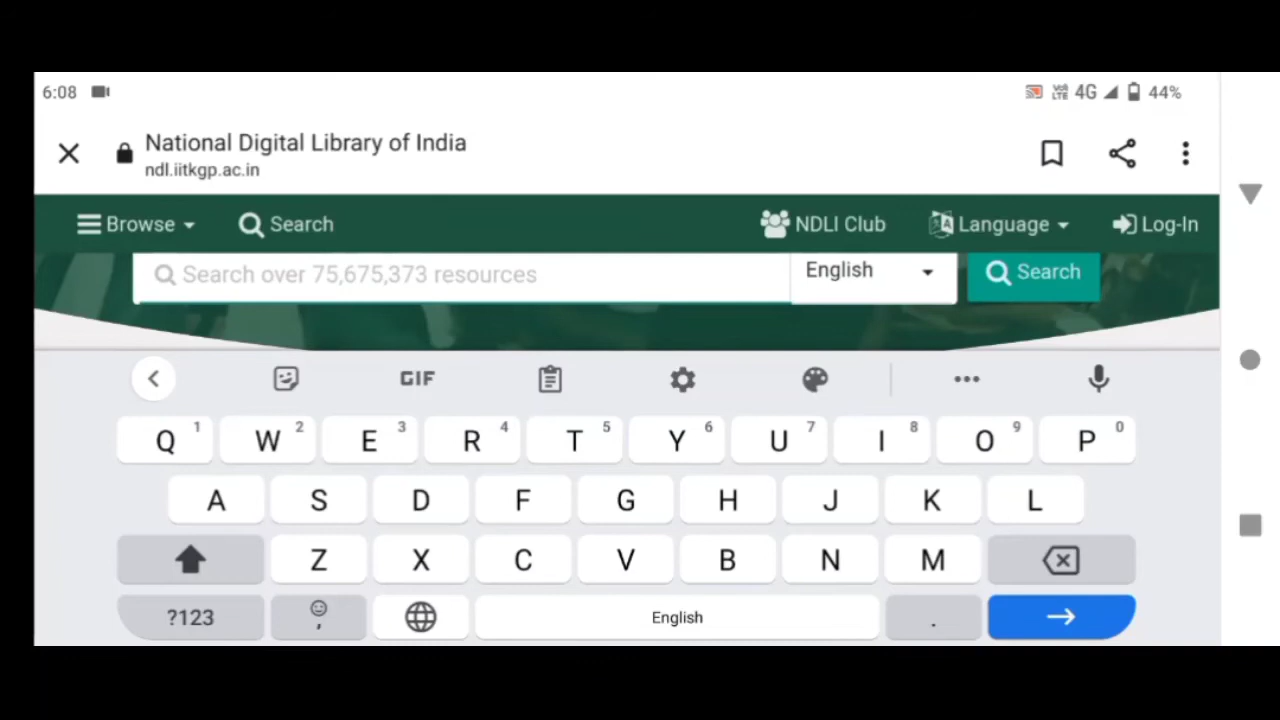 6:08 Vo) LTE 4G 44%
National Digital Library of India
ndl.iitkgp.ac.in
Browse Search NDLI Club Language Log-In
Search over 75,675,373 resources English Search
GIF
Q 1 W 2 E 3 R 4 T 5 Y 6 U 7 I 8 O 9 P 0
A S D F G H J K L
Z X C V B N M
?123 , English .